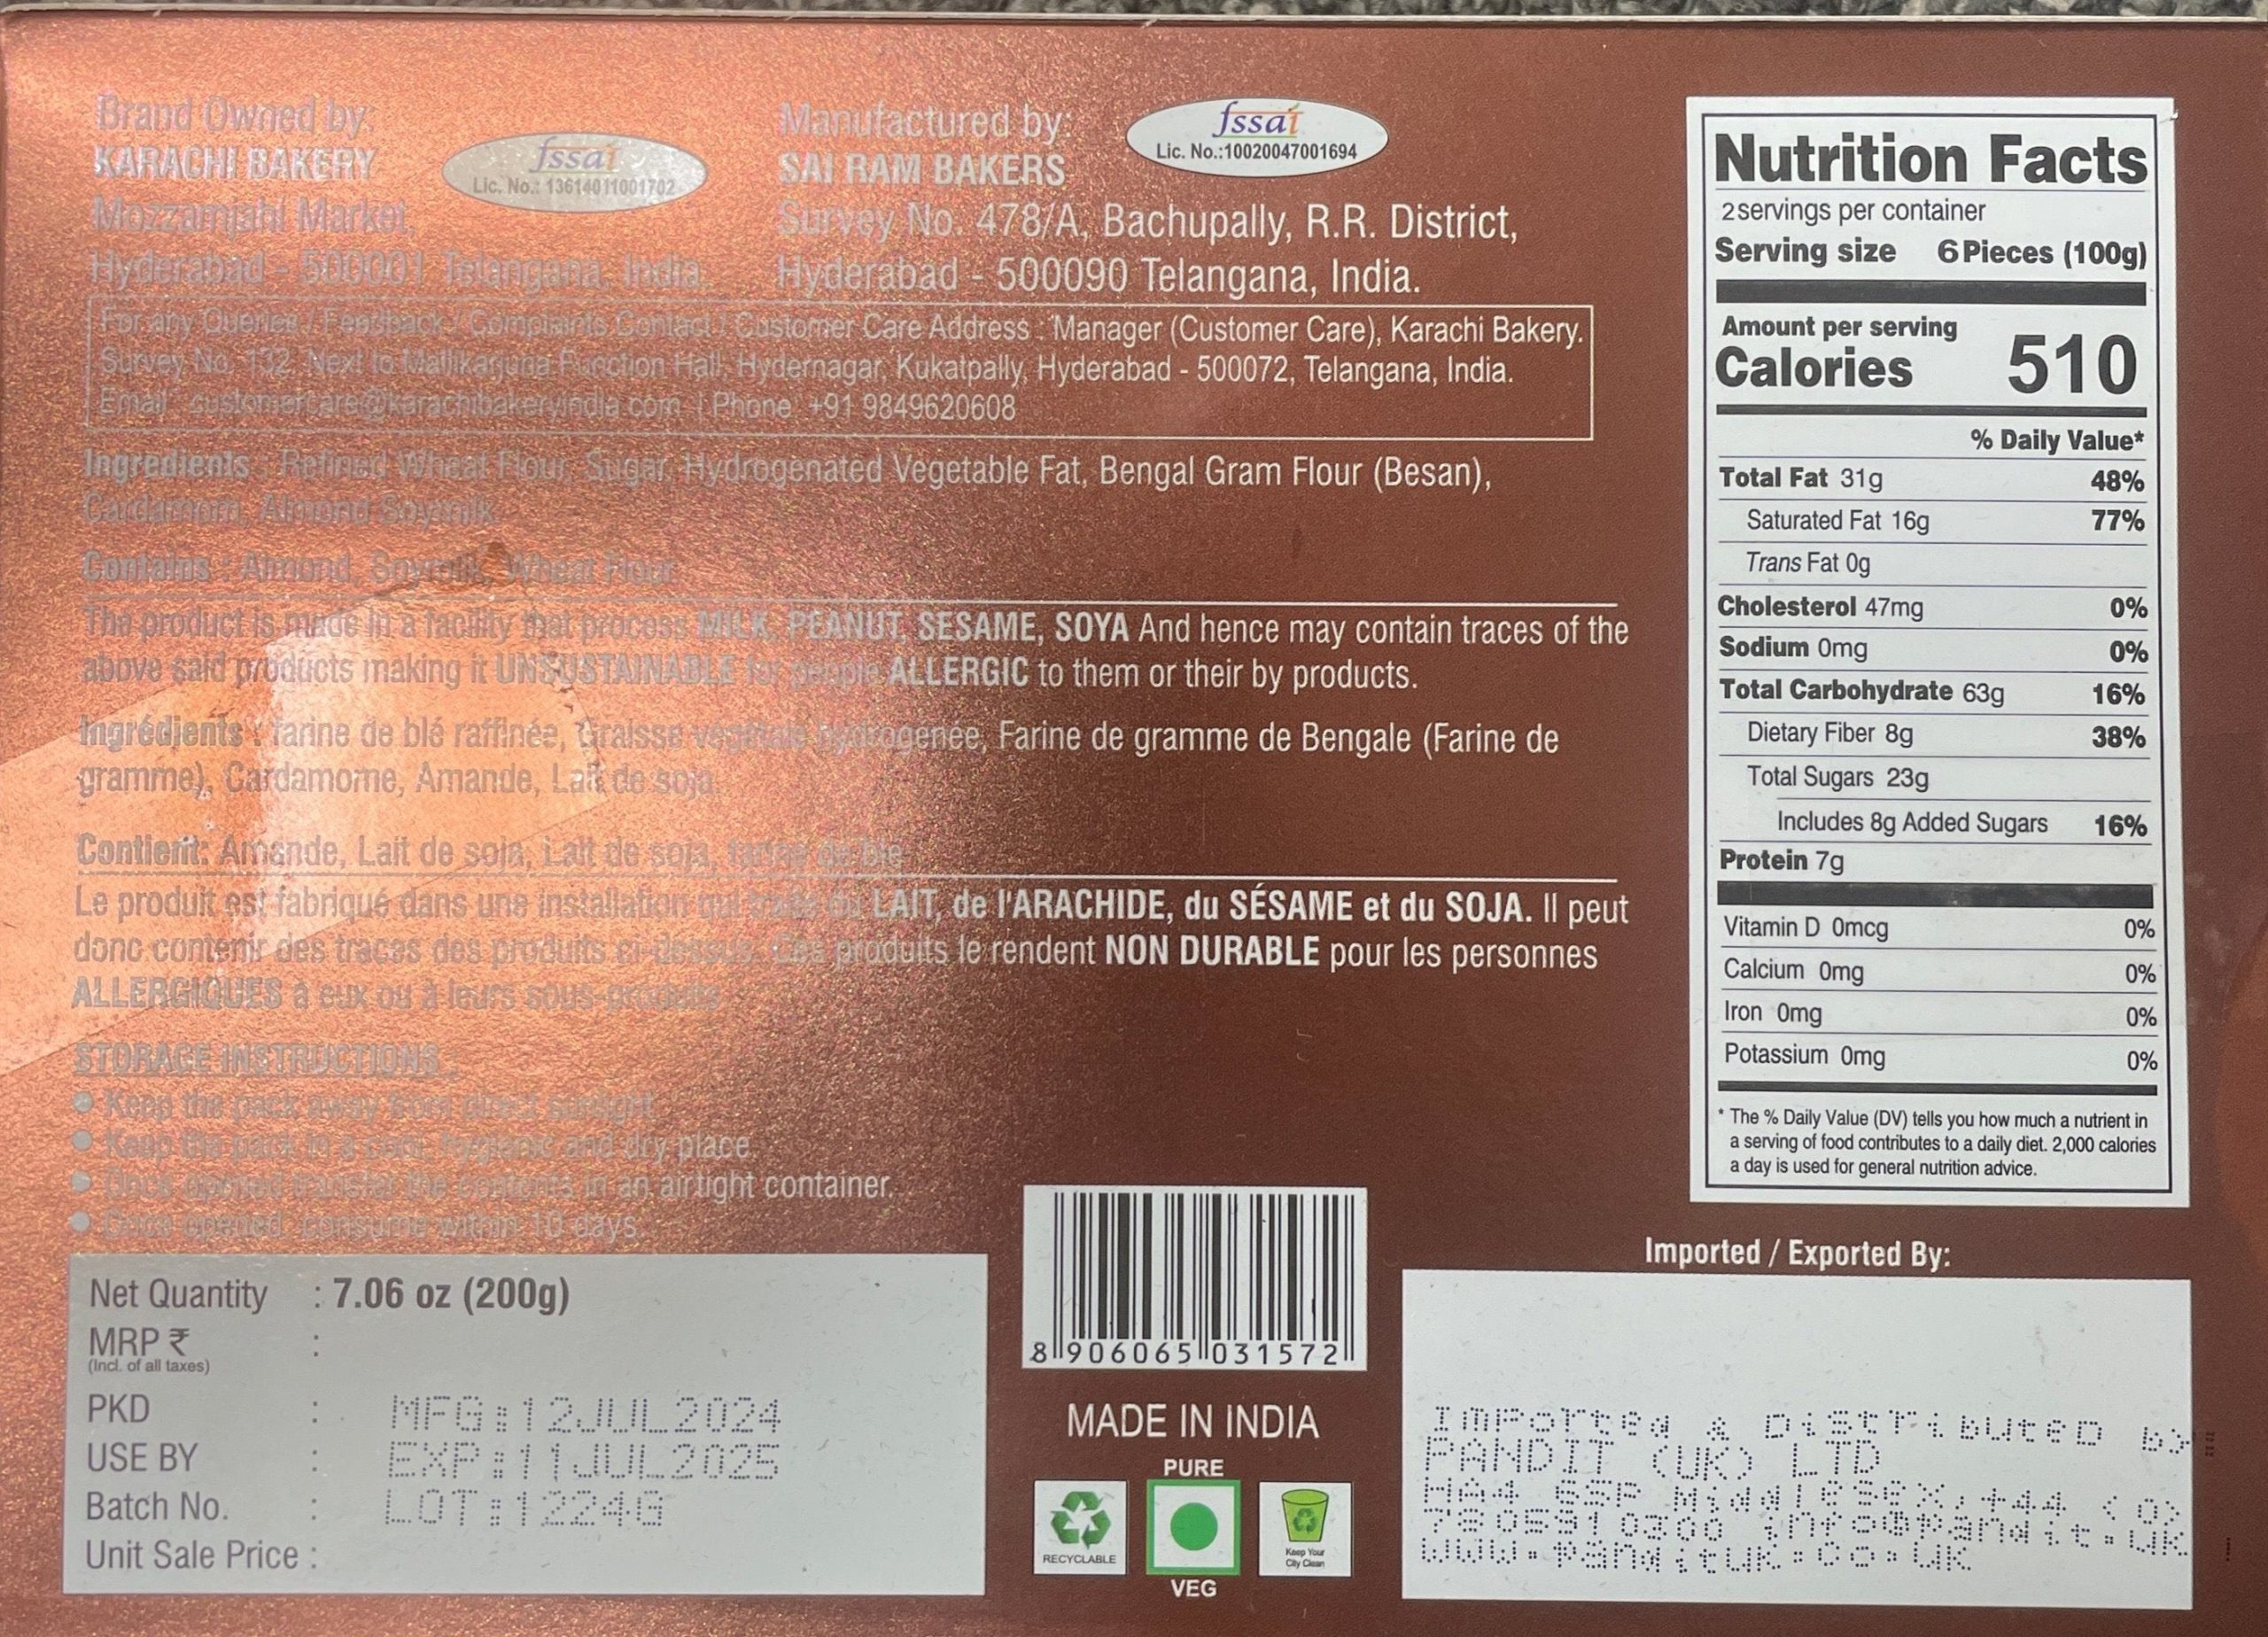 Brand Owned by:
KARACHI BAKERY
Mozzamjahi Market,
Hyderabad - 500001 Telangana, India.
fssai
Lic. No.: 13614011001702
Manufactured by:
SAI RAM BAKERS
Survey No. 478/A, Bachupally, R.R. District,
Hyderabad - 500090 Telangana, India.
fssai
Lic. No.:10020047001694
For any Queries / Feedback / Complaints Contact: Customer Care Address : Manager (Customer Care), Karachi Bakery.
Survey No. 132, Next to Mallikarjuna Function Hall, Hydernagar, Kukatpally, Hyderabad - 500072, Telangana, India.
Email: customercare@karachibakeryindia.com | Phone: +91 9849620608
Ingredients : Refined Wheat Flour, Sugar, Hydrogenated Vegetable Fat, Bengal Gram Flour (Besan),
Cardamom, Almond Soymilk
Contains : Almond, Soymilk, Wheat Flour
The product is made in a facility that process MILK, PEANUT, SESAME, SOYA And hence may contain traces of the
above said products making it UNSUSTAINABLE for people ALLERGIC to them or their by products.
Ingrédients : farine de blé raffinée, Graisse végétale hydrogenée, Farine de gramme de Bengale (Farine de
gramme), Cardamome, Amande, Lait de soja.
Contient: Amande, Lait de soja, Lait de soja, farine de blé
Le produit est fabriqué dans une installation qui traite du LAIT, de l'ARACHIDE, du SÉSAME et du SOJA. Il peut
donc contenir des traces des produits ci-dessus. Ces produits le rendent NON DURABLE pour les personnes
ALLERGIQUES à eux ou à leurs sous-produits
STORAGE INSTRUCTIONS :
Keep the pack away from direct sunlight
Keep the pack in a cool, hygienic and dry place.
Once opened transfer the contents in an airtight container.
Once opened, consume within 10 days.
Net Quantity : 7.06 oz (200g)
MRP ₹ :
(Incl. of all taxes)
PKD : MFG:12JUL2024
USE BY : EXP:11JUL2025
Batch No. : LOT:1224G
Unit Sale Price :
8 906065 031572
MADE IN INDIA
PURE
VEG
RECYCLABLE
Keep Your
City Clean
Nutrition Facts
2 servings per container
Serving size 6 Pieces (100g)
Amount per serving
Calories 510
% Daily Value*
Total Fat 31g 48%
Saturated Fat 16g 77%
Trans Fat 0g
Cholesterol 47mg 0%
Sodium 0mg 0%
Total Carbohydrate 63g 16%
Dietary Fiber 8g 38%
Total Sugars 23g
Includes 8g Added Sugars 16%
Protein 7g
Vitamin D 0mcg 0%
Calcium 0mg 0%
Iron 0mg 0%
Potassium 0mg 0%
* The % Daily Value (DV) tells you how much a nutrient in
a serving of food contributes to a daily diet. 2,000 calories
a day is used for general nutrition advice.
Imported / Exported By:
Imported & Distributed by:
PANDIT (UK) LTD
HA4 Middlesex, +44 (0)
info@pandit.uk
www.pandituk.co.uk